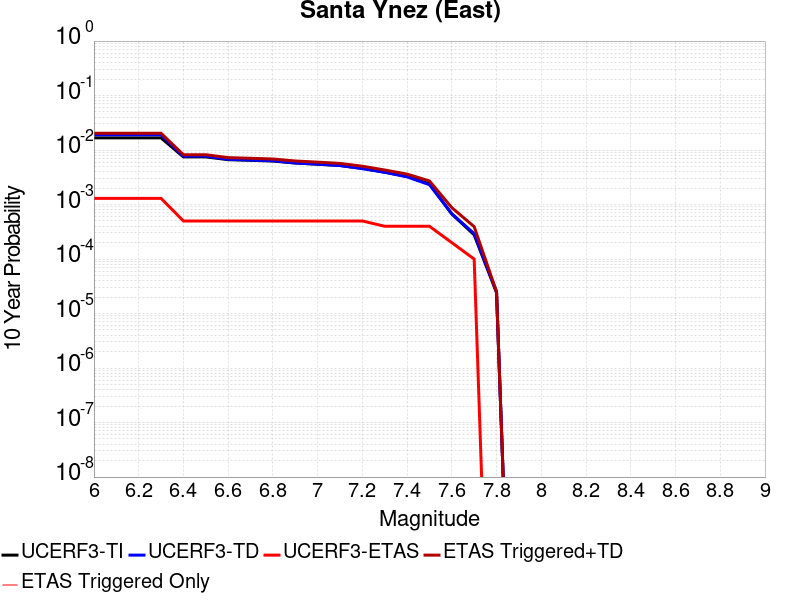 Santa Ynez (East)
10^0
10^-1
10^-2
10^-3
10^-4
10^-5
10^-6
10^-7
10^-8
10 Year Probability
6 6.2 6.4 6.6 6.8 7 7.2 7.4 7.6 7.8 8 8.2 8.4 8.6 8.8 9
Magnitude
UCERF3-TI UCERF3-TD UCERF3-ETAS ETAS Triggered+TD
ETAS Triggered Only